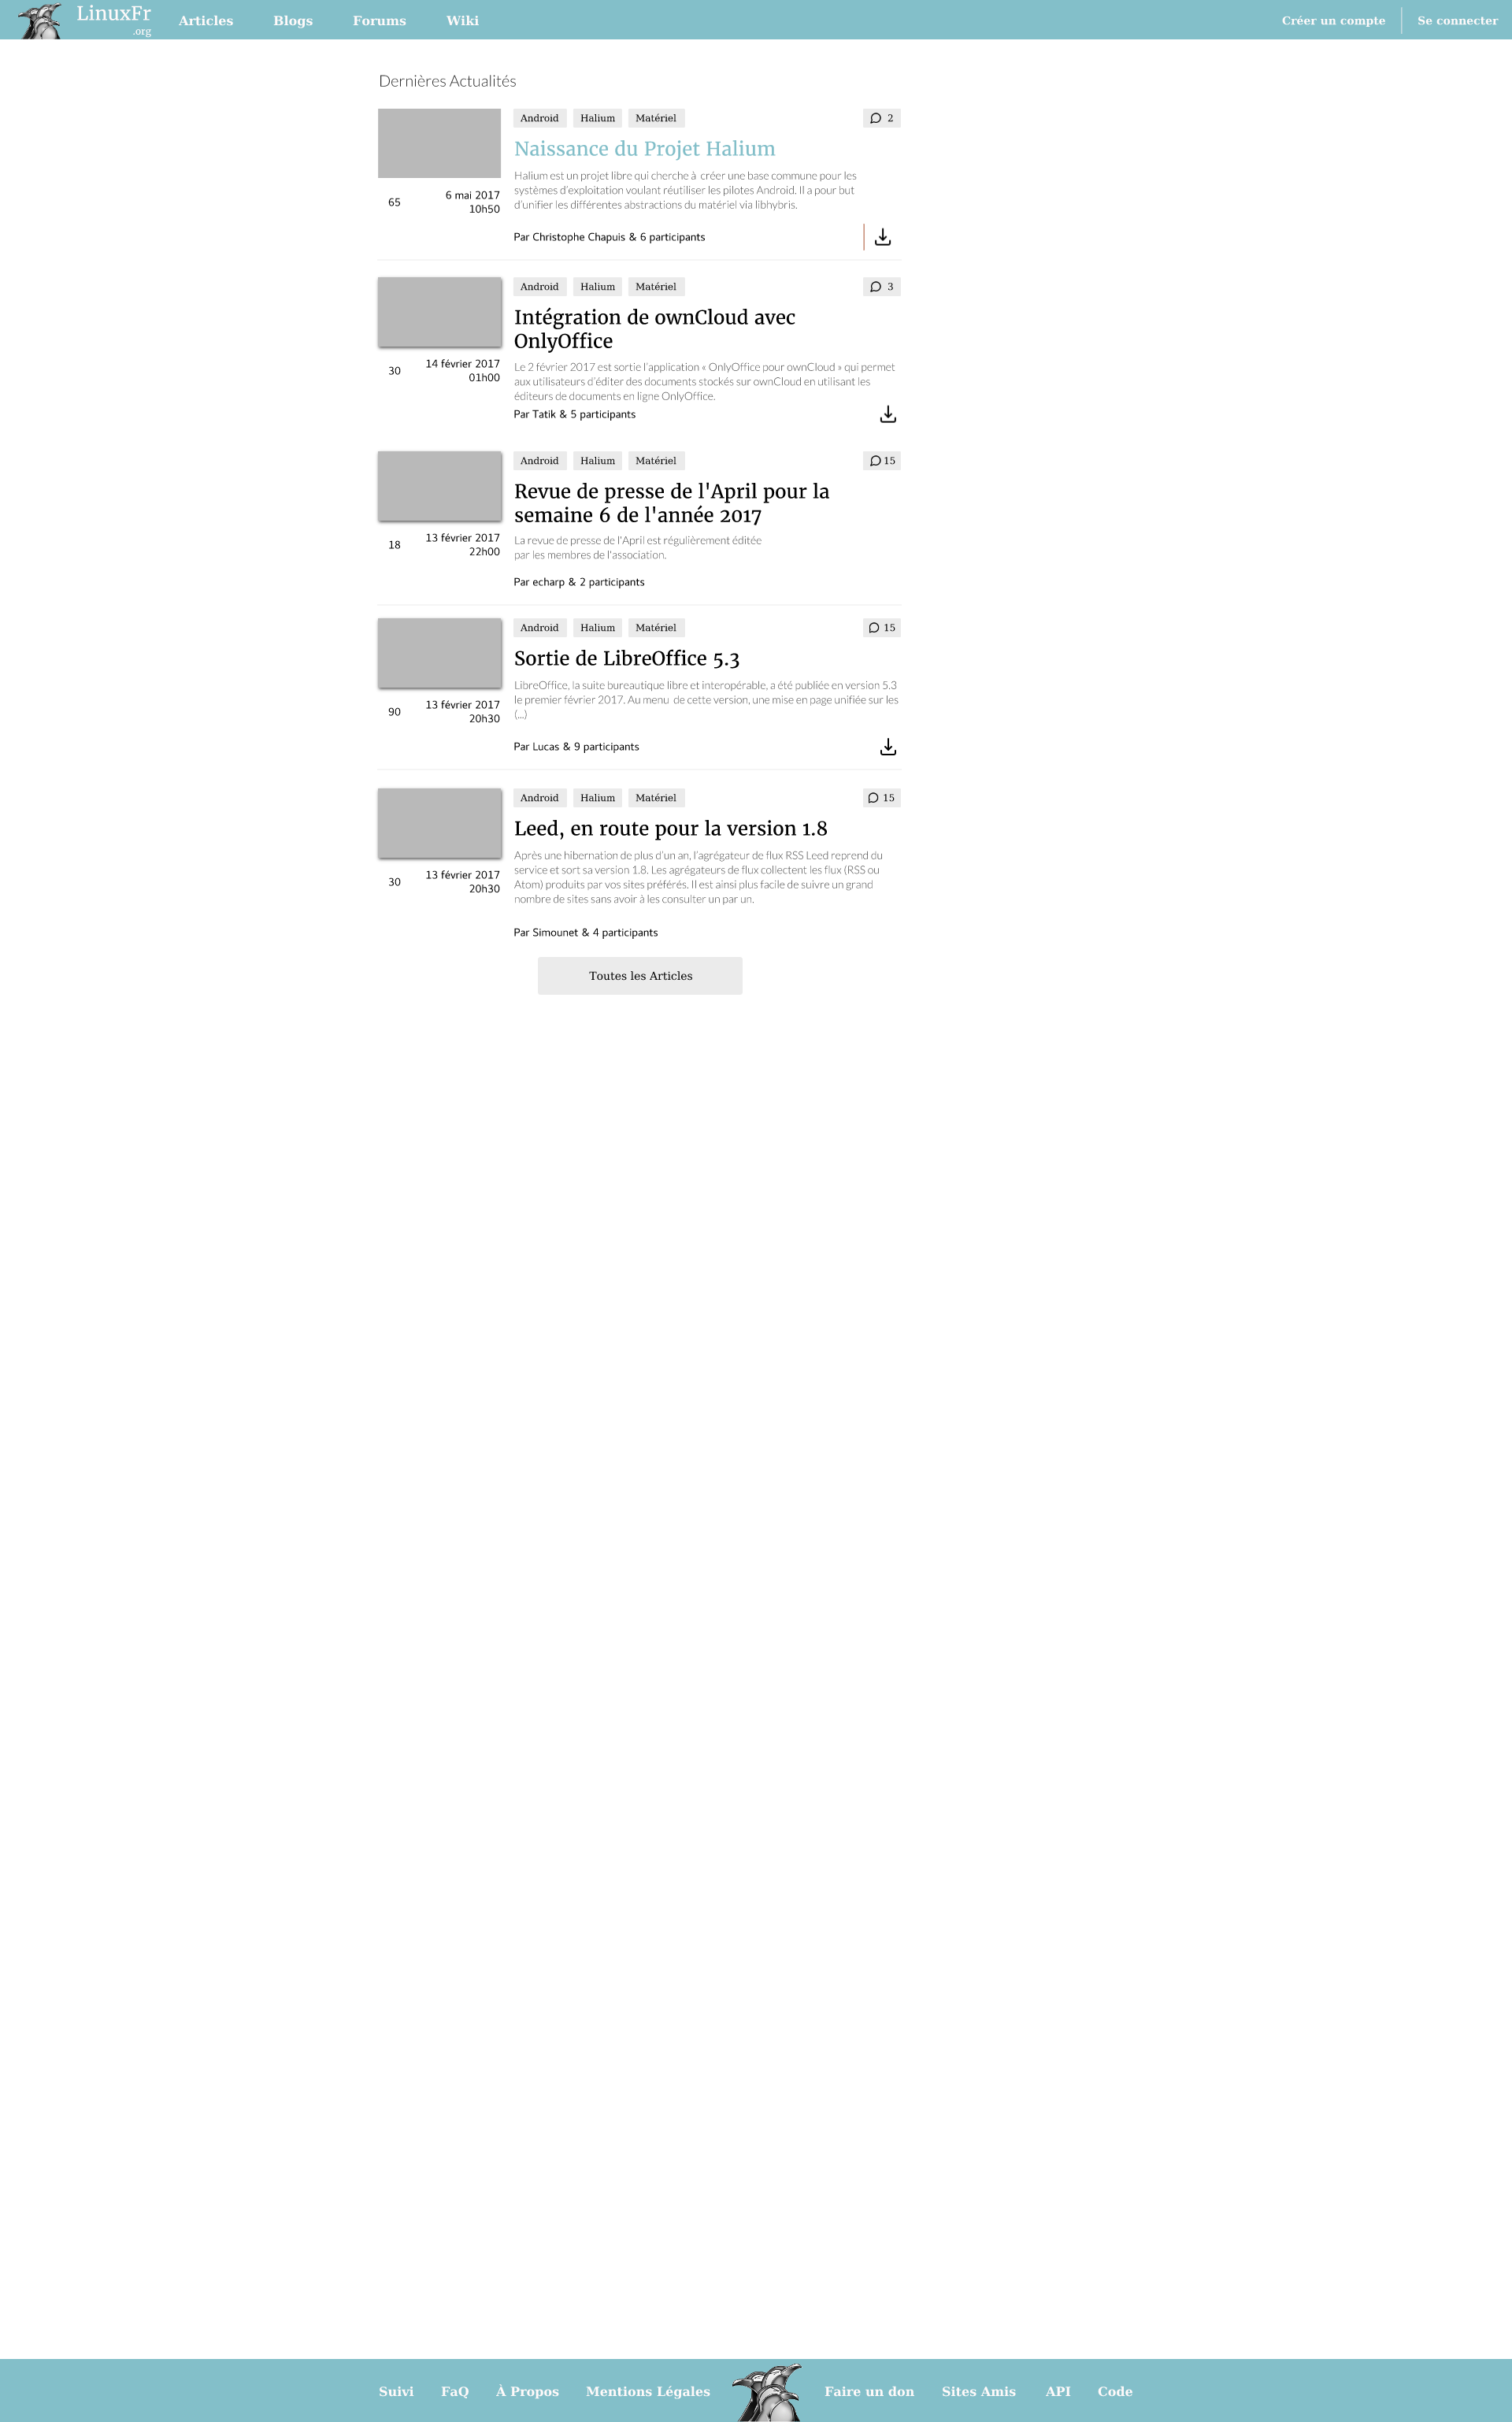 LinuxFr
.org
Articles Blogs Forums Wiki Créer un compte Se connecter
Dernières Actualités
Android Halium Matériel 2
Naissance du Projet Halium
Halium est un projet libre qui cherche à créer une base commune pour les
systèmes d'exploitation voulant réutiliser les pilotes Android. Il a pour but
d'unifier les différentes abstractions du matériel via libhybris.
65
6 mai 2017
10h50
Par Christophe Chapuis & 6 participants
Android Halium Matériel 3
Intégration de ownCloud avec
OnlyOffice
Le 2 février 2017 est sortie l'application « OnlyOffice pour ownCloud » qui permet
aux utilisateurs d'éditer des documents stockés sur ownCloud en utilisant les
éditeurs de documents en ligne OnlyOffice.
30
14 février 2017
01h00
Par Tatik & 5 participants
Android Halium Matériel 15
Revue de presse de l'April pour la
semaine 6 de l'année 2017
La revue de presse de l'April est régulièrement éditée
par les membres de l'association.
18
13 février 2017
22h00
Par echarp & 2 participants
Android Halium Matériel 15
Sortie de LibreOffice 5.3
LibreOffice, la suite bureautique libre et interopérable, a été publiée en version 5.3
le premier février 2017. Au menu de cette version, une mise en page unifiée sur les
(...)
90
13 février 2017
20h30
Par Lucas & 9 participants
Android Halium Matériel 15
Leed, en route pour la version 1.8
Après une hibernation de plus d'un an, l'agrégateur de flux RSS Leed reprend du
service et sort sa version 1.8. Les agrégateurs de flux collectent les flux (RSS ou
Atom) produits par vos sites préférés. Il est ainsi plus facile de suivre un grand
nombre de sites sans avoir à les consulter un par un.
30
13 février 2017
20h30
Par Simounet & 4 participants
Toutes les Articles
Suivi FaQ À Propos Mentions Légales Faire un don Sites Amis API Code